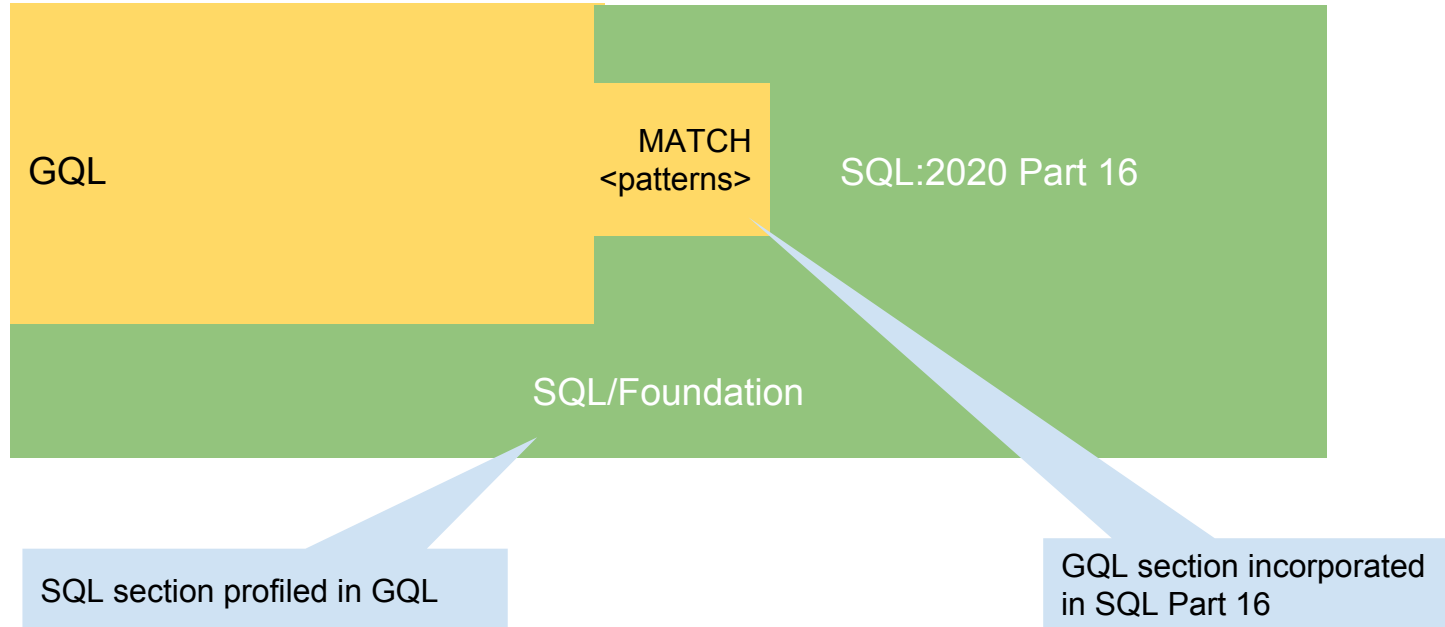 GQL
MATCH
<patterns>
SQL:2020 Part 16
SQL/Foundation
SQL section profiled in GQL
GQL section incorporated
in SQL Part 16